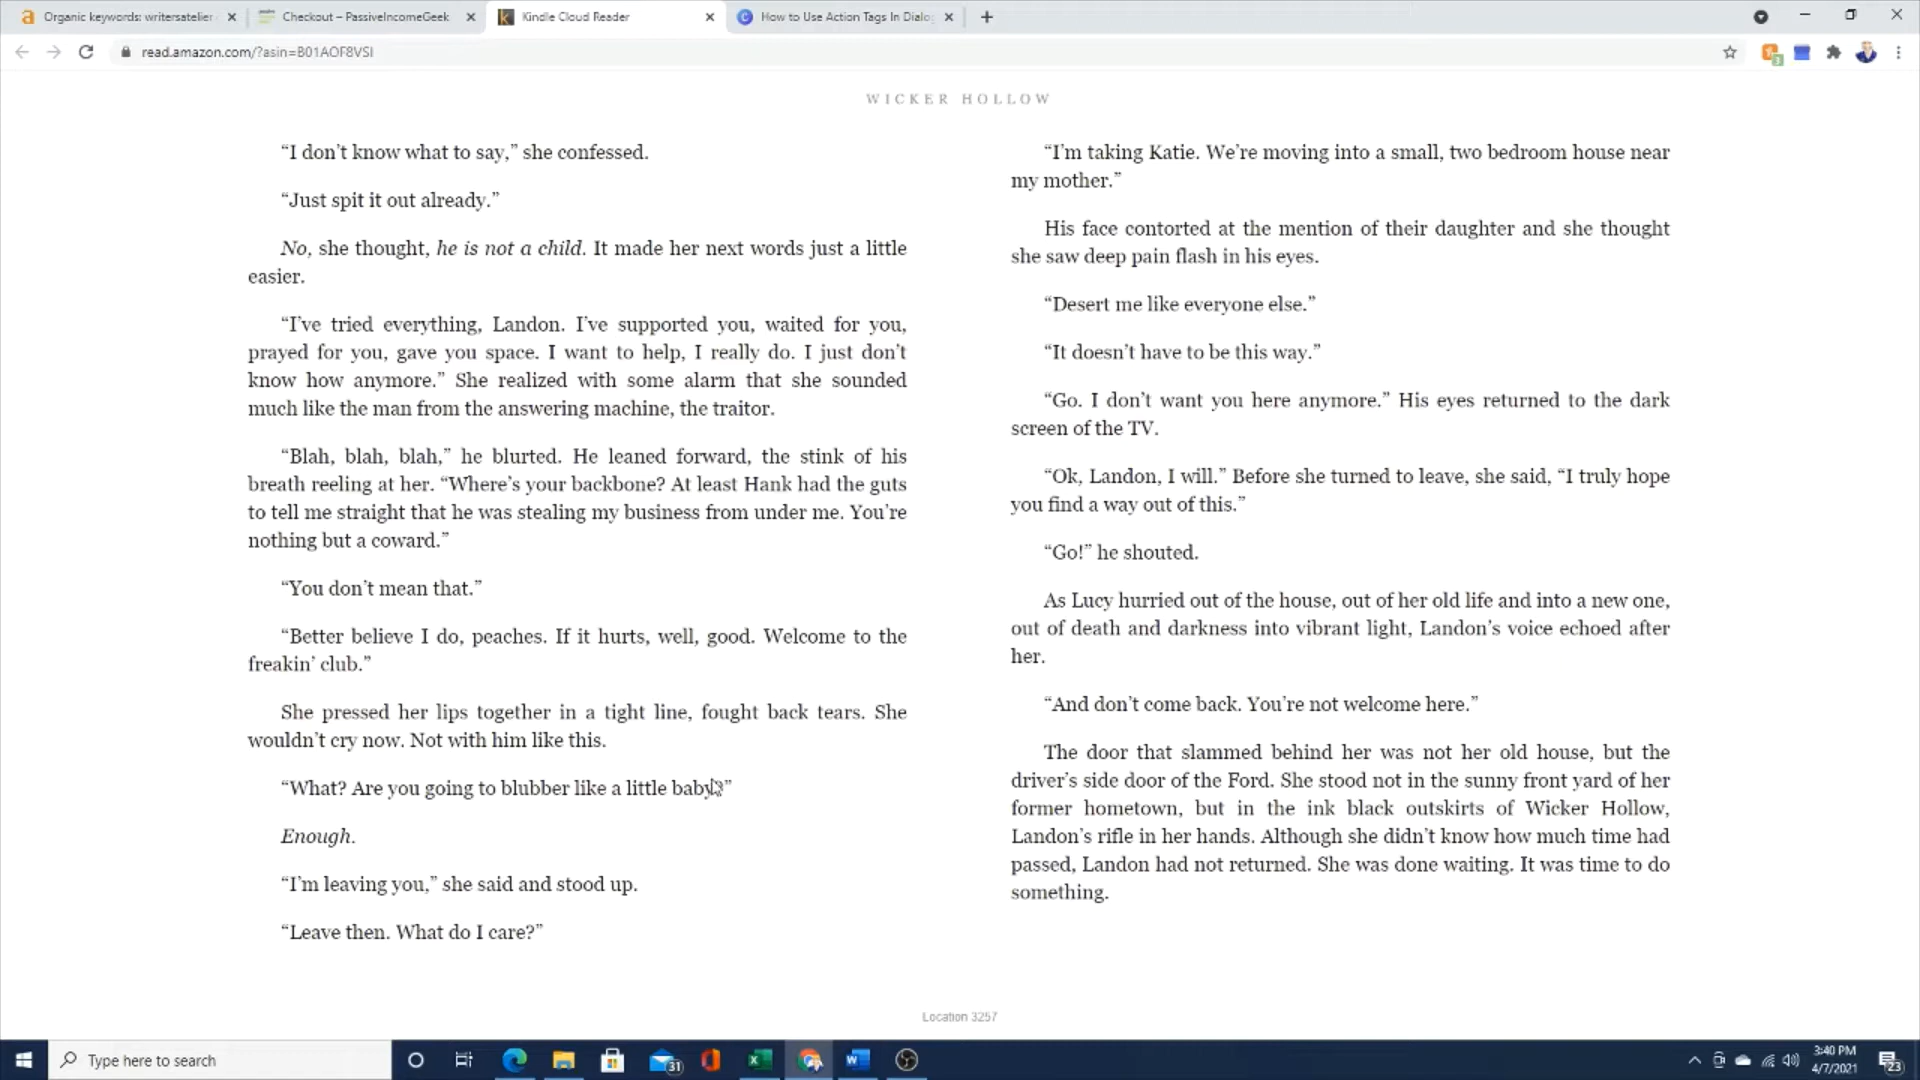 Organic keywords: writersatelier
Checkout – PassiveIncomeGeek
Kindle Cloud Reader
How to Use Action Tags In Dialo
read.amazon.com/?asin=B01AOF8VSI
WICKER HOLLOW
“I don’t know what to say,” she confessed.
“Just spit it out already.”
No, she thought, he is not a child. It made her next words just a little
easier.
“I’ve tried everything, Landon. I’ve supported you, waited for you,
prayed for you, gave you space. I want to help, I really do. I just don’t
know how anymore.” She realized with some alarm that she sounded
much like the man from the answering machine, the traitor.
“Blah, blah, blah,” he blurted. He leaned forward, the stink of his
breath reeling at her. “Where’s your backbone? At least Hank had the guts
to tell me straight that he was stealing my business from under me. You’re
nothing but a coward.”
“You don’t mean that.”
“Better believe I do, peaches. If it hurts, well, good. Welcome to the
freakin’ club.”
She pressed her lips together in a tight line, fought back tears. She
wouldn’t cry now. Not with him like this.
“What? Are you going to blubber like a little baby?”
Enough.
“I’m leaving you,” she said and stood up.
“Leave then. What do I care?”
“I’m taking Katie. We’re moving into a small, two bedroom house near
my mother.”
His face contorted at the mention of their daughter and she thought
she saw deep pain flash in his eyes.
“Desert me like everyone else.”
“It doesn’t have to be this way.”
“Go. I don’t want you here anymore.” His eyes returned to the dark
screen of the TV.
“Ok, Landon, I will.” Before she turned to leave, she said, “I truly hope
you find a way out of this.”
“Go!” he shouted.
As Lucy hurried out of the house, out of her old life and into a new one,
out of death and darkness into vibrant light, Landon’s voice echoed after
her.
“And don’t come back. You’re not welcome here.”
The door that slammed behind her was not her old house, but the
driver’s side door of the Ford. She stood not in the sunny front yard of her
former hometown, but in the ink black outskirts of Wicker Hollow,
Landon’s rifle in her hands. Although she didn’t know how much time had
passed, Landon had not returned. She was done waiting. It was time to do
something.
Location 3257
Type here to search
31
3:40 PM
4/7/2021
23